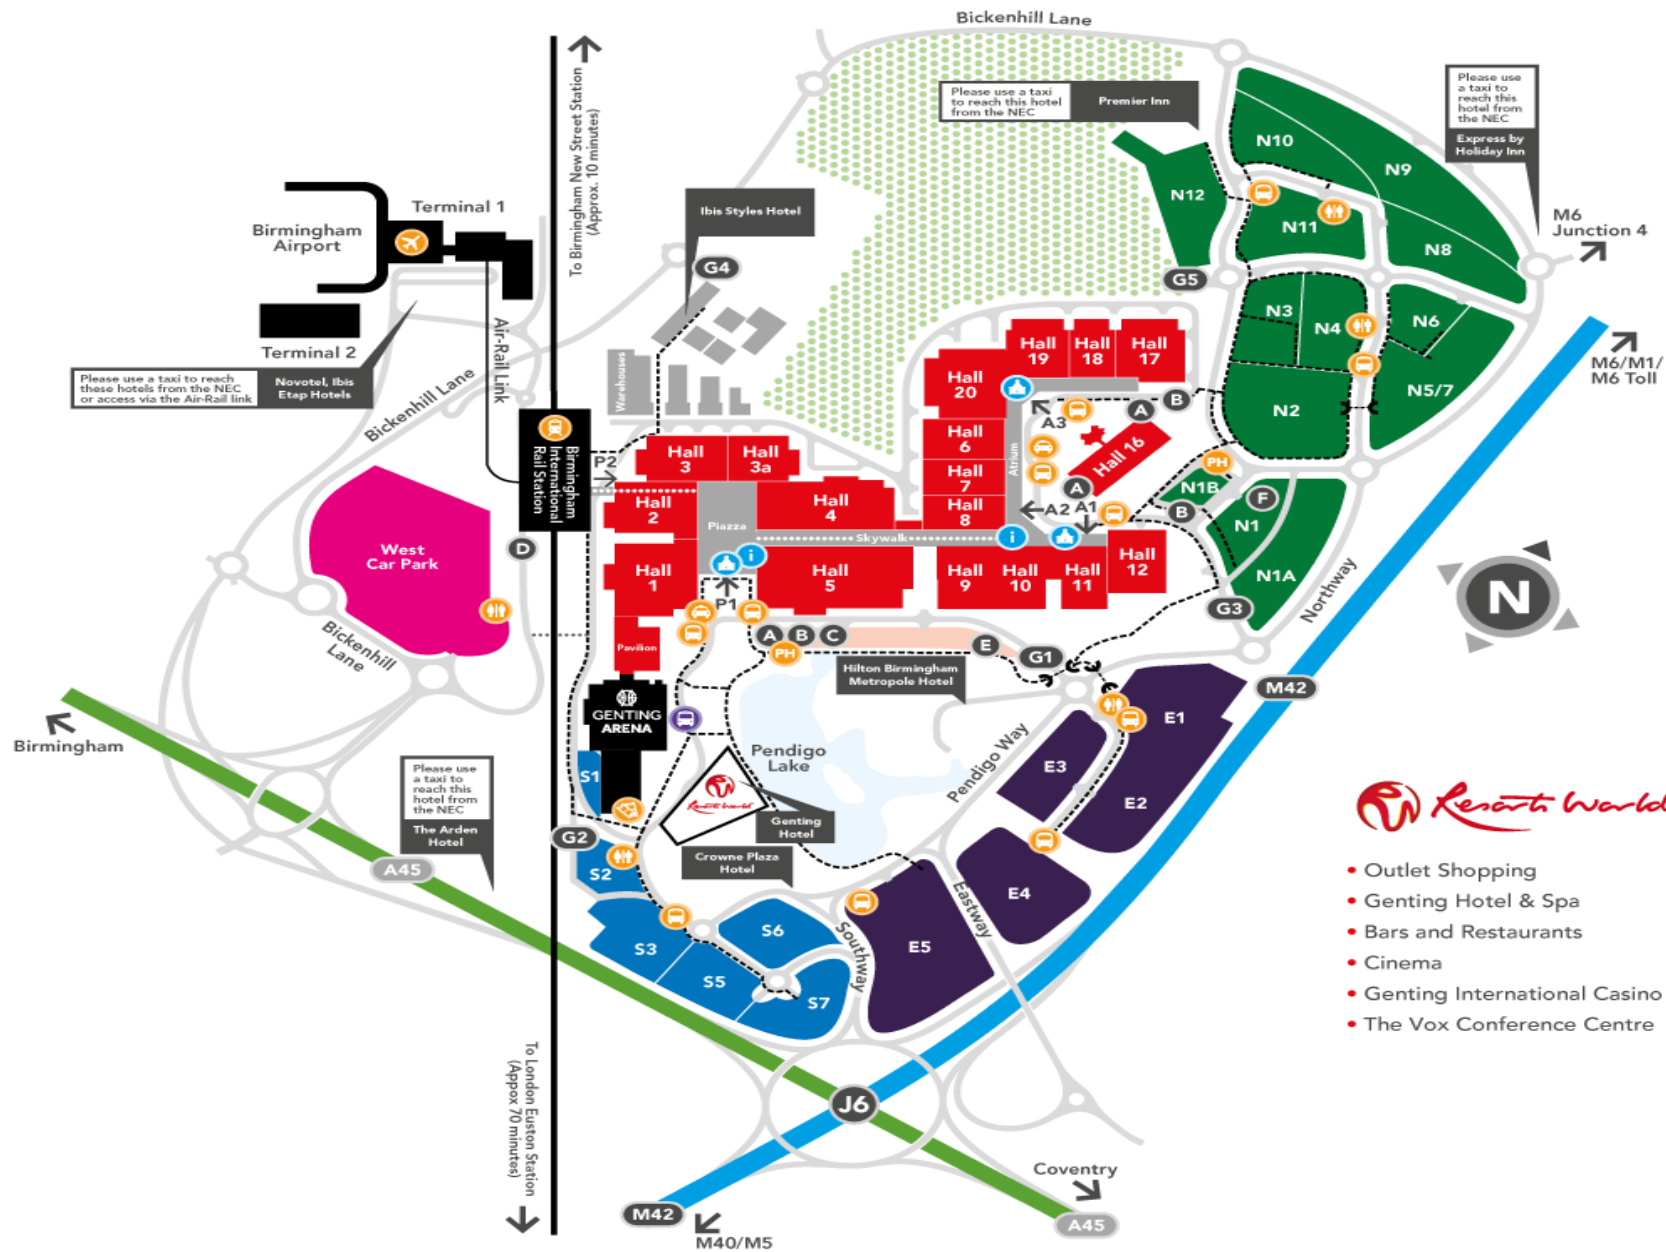 Bickenhill Lane
To Birmingham New Street Station
(Approx. 10 minutes)
Please use a taxi
to reach this hotel
from the NEC
Premier Inn
Please use
a taxi to
reach this
hotel from
the NEC
Express by
Holiday Inn
N10
N9
N12
N11
N8
M6
Junction 4
Terminal 1
Birmingham
Airport
Ibis Styles Hotel
G4
G5
N3
N4
N6
Terminal 2
Air-Rail Link
Please use a taxi to reach
these hotels from the NEC
or access via the Air-Rail link
Novotel, Ibis
Etap Hotels
Bickenhill Lane
Warehouses
Hall
19
Hall
18
Hall
17
Hall
20
M6/M1/
M6 Toll
N5/7
N2
A3
A
B
Birmingham
International
Rail Station
P2
Hall
3
Hall
3a
Hall
6
Hall
7
Hall
8
Atrium
Hall 16
PH
N1B
F
A
A2
A1
B
N1
Hall
2
Piazza
Hall
4
Skywalk
i
i
West
Car Park
D
Hall
1
Hall
5
Hall
9
Hall
10
Hall
11
Hall
12
N1A
N
Northway
P1
G3
A
B
C
E
G1
PH
Bickenhill
Lane
Pavilion
Hilton Birmingham
Metropole Hotel
M42
GENTING
ARENA
E1
Birmingham
Pendigo
Lake
Pendigo Way
E3
E2
S1
Please use
a taxi to
reach this
hotel from
the NEC
The Arden
Hotel
Resorts World
Genting
Hotel
Resorts World
G2
Crowne Plaza
Hotel
A45
S2
• Outlet Shopping
• Genting Hotel & Spa
• Bars and Restaurants
• Cinema
• Genting International Casino
• The Vox Conference Centre
E4
Eastway
Southway
S6
E5
S3
S5
S7
To London Euston Station
(Appox 70 minutes)
J6
Coventry
M42
A45
M40/M5